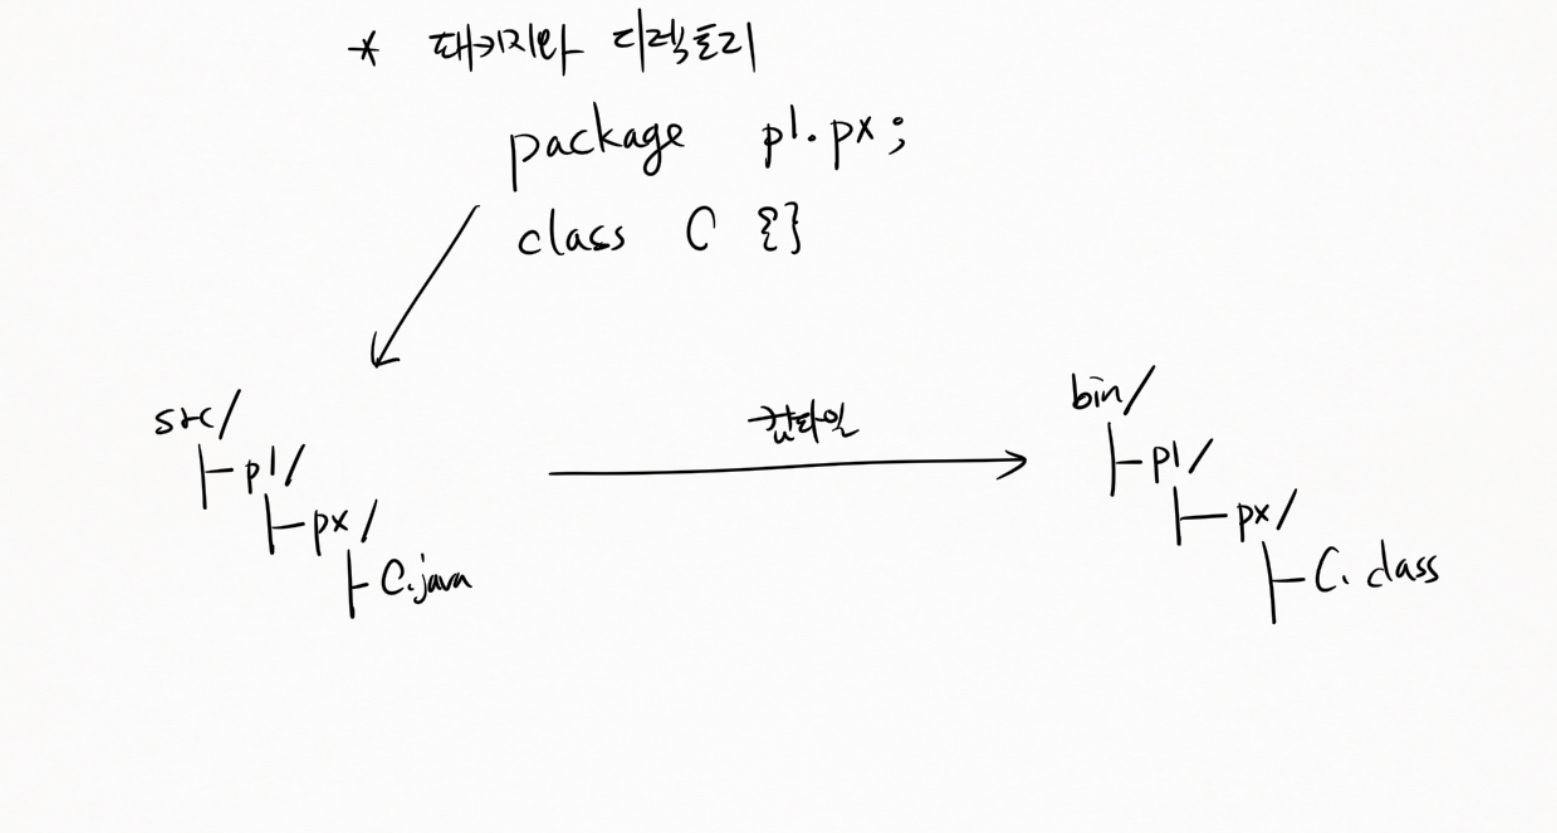 * 패키지와 디렉토리
package p1.px;
class C {}
src/
├ p1/
├ px/
├ C.java
컴파일
bin/
├ p1/
├ px/
├ C.class